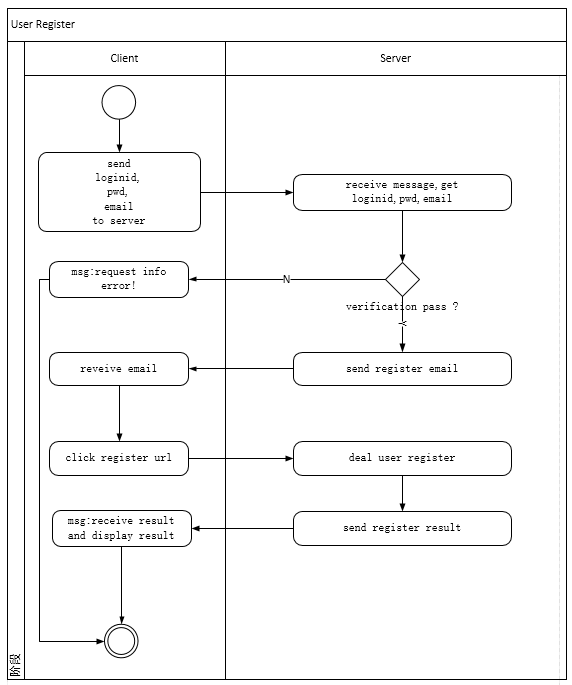 User Register
Client
Server
send
loginid,
pwd,
email
to server
receive message, get
loginid, pwd, email
msg:request info
error!
N
verification pass ?
Y
reveive email
send register email
click register url
deal user register
msg:receive result
and display result
send register result
阶段